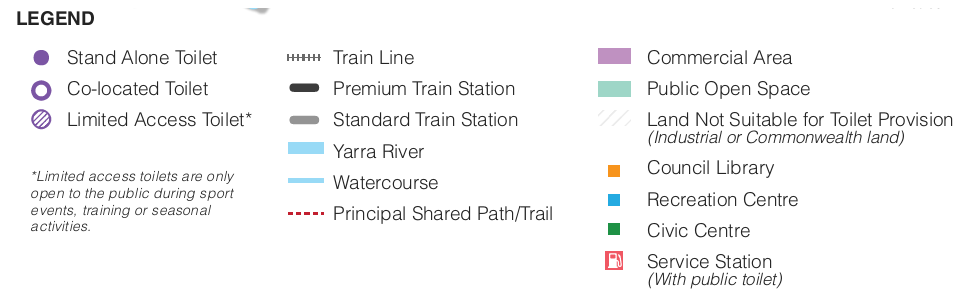 LEGEND
Stand Alone Toilet
Co-located Toilet
Limited Access Toilet*
*Limited access toilets are only
open to the public during sport
events, training or seasonal
activities.
Train Line
Premium Train Station
Standard Train Station
Yarra River
Watercourse
Principal Shared Path/Trail
Commercial Area
Public Open Space
Land Not Suitable for Toilet Provision
(Industrial or Commonwealth land)
Council Library
Recreation Centre
Civic Centre
Service Station
(With public toilet)